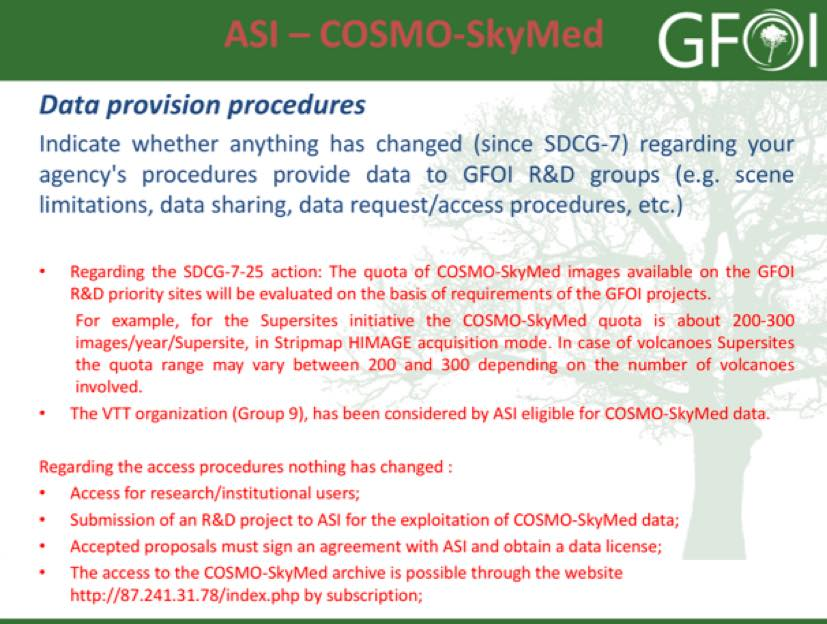 ASI – COSMO-SkyMed
GFOI
Data provision procedures
Indicate whether anything has changed (since SDCG-7) regarding your
agency's procedures provide data to GFOI R&D groups (e.g. scene
limitations, data sharing, data request/access procedures, etc.)
• Regarding the SDCG-7-25 action: The quota of COSMO-SkyMed images available on the GFOI
R&D priority sites will be evaluated on the basis of requirements of the GFOI projects.
For example, for the Supersites initiative the COSMO-SkyMed quota is about 200-300
images/year/Supersite, in Stripmap HIMAGE acquisition mode. In case of volcanoes Supersites
the quota range may vary between 200 and 300 depending on the number of volcanoes
involved.
• The VTT organization (Group 9), has been considered by ASI eligible for COSMO-SkyMed data.
Regarding the access procedures nothing has changed :
• Access for research/institutional users;
• Submission of an R&D project to ASI for the exploitation of COSMO-SkyMed data;
• Accepted proposals must sign an agreement with ASI and obtain a data license;
• The access to the COSMO-SkyMed archive is possible through the website
http://87.241.31.78/index.php by subscription;